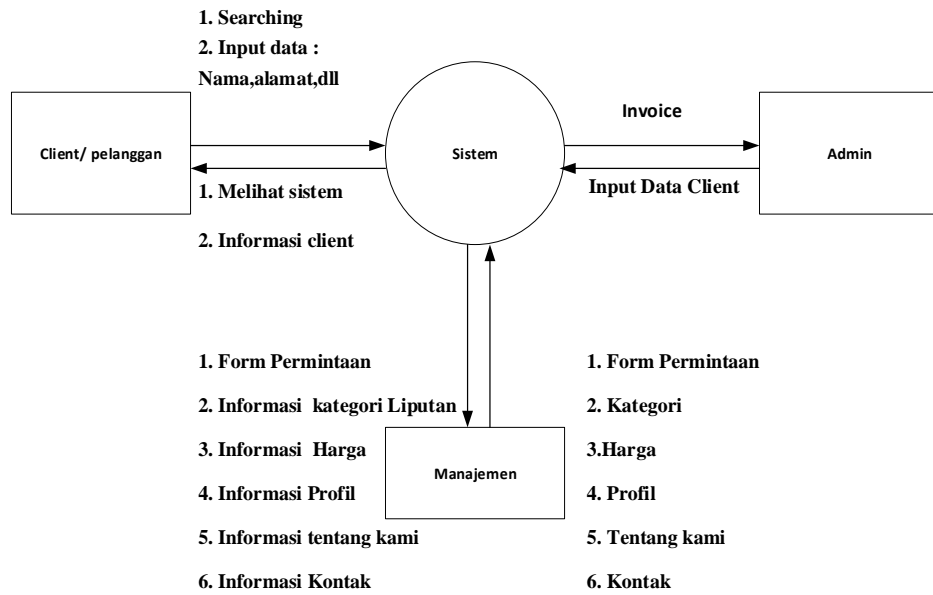 1. Searching
2. Input data :
Nama,alamat,dll
Client/ pelanggan
Sistem
Invoice
Admin
Input Data Client
1. Melihat sistem
2. Informasi client
1. Form Permintaan
2. Informasi kategori Liputan
3. Informasi Harga
4. Informasi Profil
5. Informasi tentang kami
6. Informasi Kontak
Manajemen
1. Form Permintaan
2. Kategori
3.Harga
4. Profil
5. Tentang kami
6. Kontak